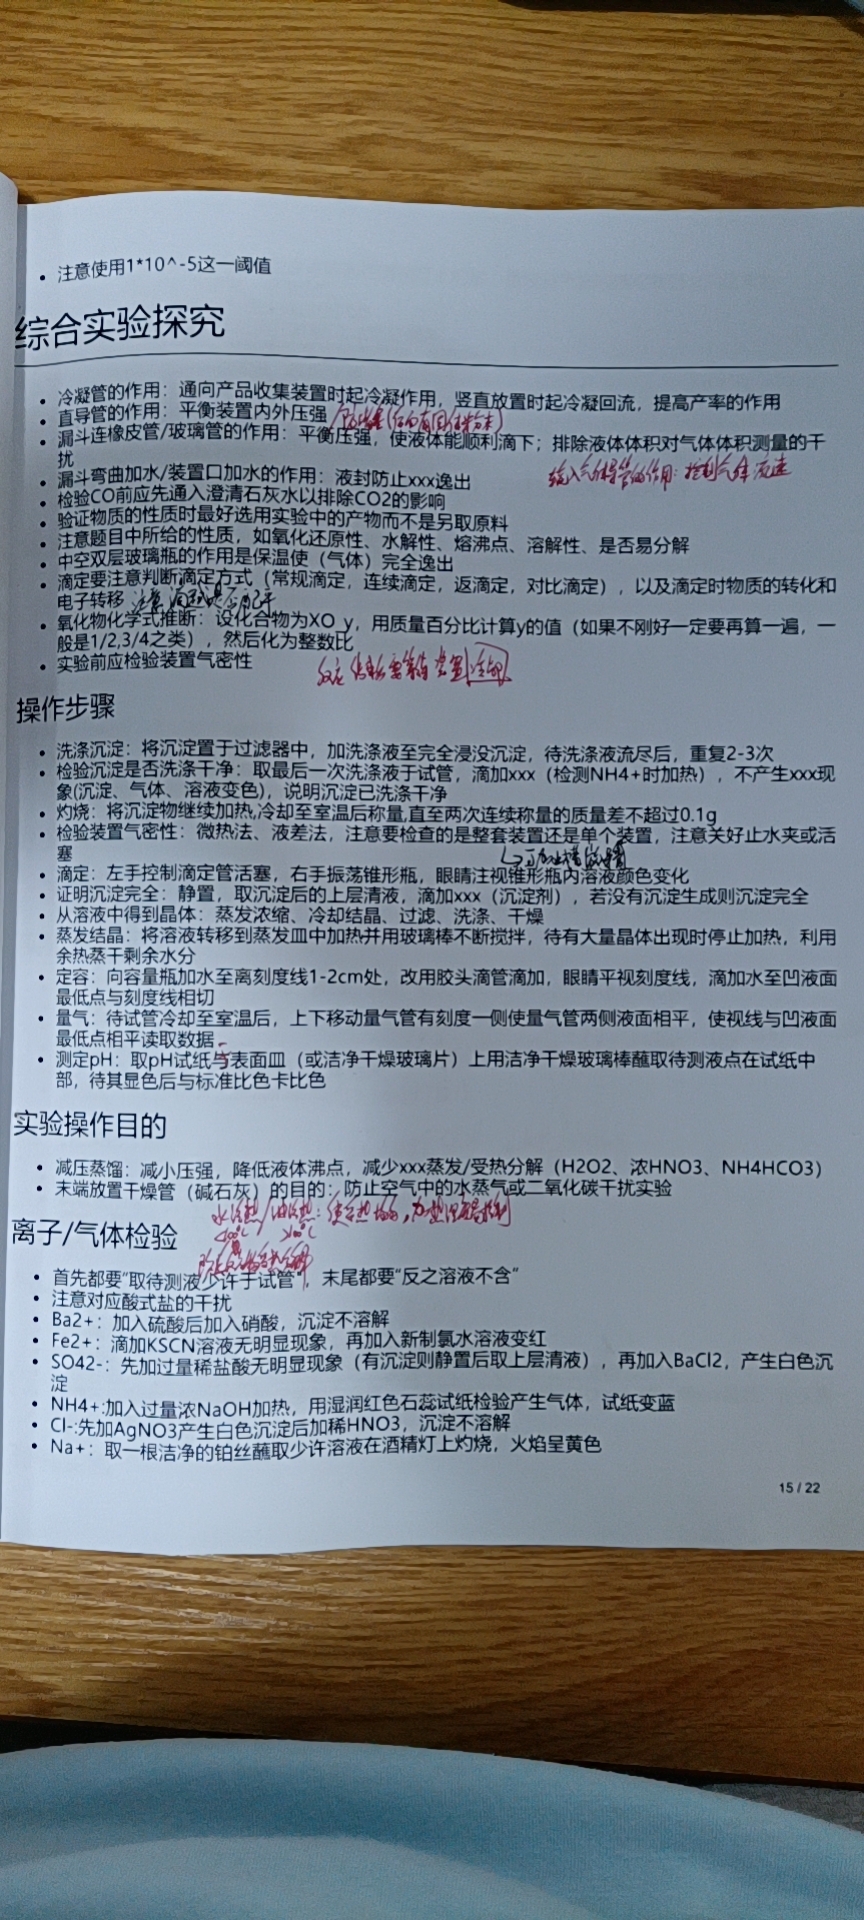 • 注意使用1*10^-5这一阈值
综合实验探究
• 冷凝管的作用：通向产品收集装置时起冷凝作用，竖直放置时起冷凝回流，提高产率的作用
• 直导管的作用：平衡装置内外压强
• 漏斗连橡皮管/玻璃管的作用：平衡压强，使液体能顺利滴下；排除液体体积对气体体积测量的干
扰
• 漏斗弯曲加水/装置口加水的作用：液封防止xxx逸出
通入气体导管的作用：控制气体流速
• 检验CO前应先通入澄清石灰水以排除CO2的影响
• 验证物质的性质时最好选用实验中的产物而不是另取原料
• 注意题目中所给的性质，如氧化还原性、水解性、熔沸点、溶解性、是否易分解
• 中空双层玻璃瓶的作用是保温使（气体）完全逸出
• 滴定要注意判断滴定方式（常规滴定，连续滴定，返滴定，对比滴定），以及滴定时物质的转化和
电子转移 注意
• 氧化物化学式推断：设化合物为XO_y，用质量百分比计算y的值（如果不刚好一定要再算一遍，一
般是1/2,3/4之类），然后化为整数比
• 实验前应检验装置气密性
反应 装置冷却
操作步骤
• 洗涤沉淀：将沉淀置于过滤器中，加洗涤液至完全浸没沉淀，待洗涤液流尽后，重复2-3次
• 检验沉淀是否洗涤干净：取最后一次洗涤液于试管，滴加xxx（检测NH4+时加热），不产生xxx现
象(沉淀、气体、溶液变色)，说明沉淀已洗涤干净
• 灼烧：将沉淀物继续加热,冷却至室温后称量,直至两次连续称量的质量差不超过0.1g
• 检验装置气密性：微热法、液差法，注意要检查的是整套装置还是单个装置，注意关好止水夹或活
塞
• 滴定：左手控制滴定管活塞，右手振荡锥形瓶，眼睛注视锥形瓶内溶液颜色变化
• 证明沉淀完全：静置，取沉淀后的上层清液，滴加xxx（沉淀剂），若没有沉淀生成则沉淀完全
• 从溶液中得到晶体：蒸发浓缩、冷却结晶、过滤、洗涤、干燥
• 蒸发结晶：将溶液转移到蒸发皿中加热并用玻璃棒不断搅拌，待有大量晶体出现时停止加热，利用
余热蒸干剩余水分
• 定容：向容量瓶加水至离刻度线1-2cm处，改用胶头滴管滴加，眼睛平视刻度线，滴加水至凹液面
最低点与刻度线相切
• 量气：待试管冷却至室温后，上下移动量气管有刻度一侧使量气管两侧液面相平，使视线与凹液面
最低点相平读取数据
• 测定pH：取pH试纸与表面皿（或洁净干燥玻璃片）上用洁净干燥玻璃棒蘸取待测液点在试纸中
部，待其显色后与标准比色卡比色
实验操作目的
• 减压蒸馏：减小压强，降低液体沸点，减少xxx蒸发/受热分解（H2O2、浓HNO3、NH4HCO3）
• 末端放置干燥管（碱石灰）的目的：防止空气中的水蒸气或二氧化碳干扰实验
水浴热/油浴热：使受热均匀，加热温度易控制
<100℃ >100℃
离子/气体检验
• 首先都要“取待测液少许于试管”，末尾都要“反之溶液不含”
• 注意对应酸式盐的干扰
• Ba2+：加入硫酸后加入硝酸，沉淀不溶解
• Fe2+：滴加KSCN溶液无明显现象，再加入新制氯水溶液变红
• SO42-：先加过量稀盐酸无明显现象（有沉淀则静置后取上层清液），再加入BaCl2，产生白色沉
淀
• NH4+:加入过量浓NaOH加热，用湿润红色石蕊试纸检验产生气体，试纸变蓝
• Cl-:先加AgNO3产生白色沉淀后加稀HNO3，沉淀不溶解
• Na+：取一根洁净的铂丝蘸取少许溶液在酒精灯上灼烧，火焰呈黄色
15 / 22